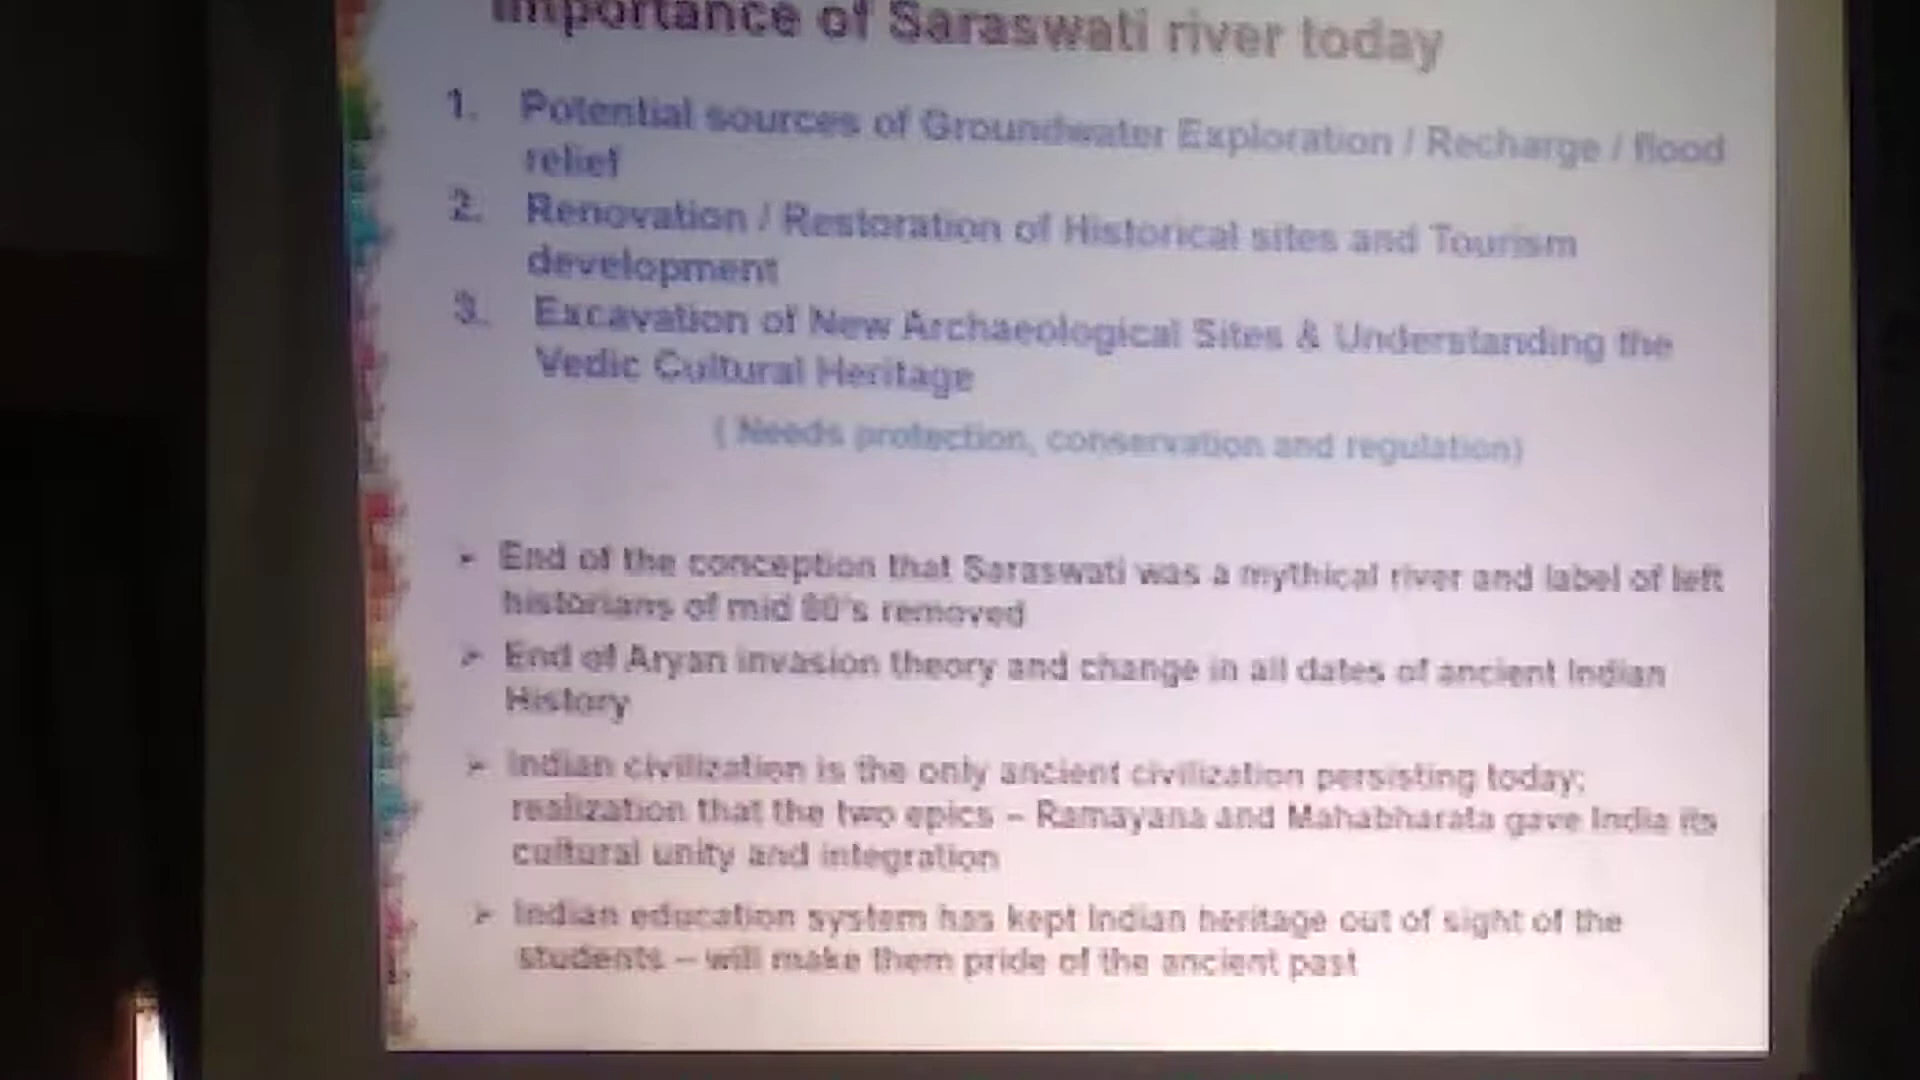 Importance of Saraswati river today
1. Potential sources of Groundwater Exploration / Recharge / flood
relief
2. Renovation / Restoration of Historical sites and Tourism
development
3. Excavation of New Archaeological Sites & Understanding the
Vedic Cultural Heritage
( Needs protection, conservation and regulation)
➢ End of the conception that Saraswati was a mythical river and label of left
historians of mid 80's removed
➢ End of Aryan invasion theory and change in all dates of ancient Indian
History
➢ Indian civilization is the only ancient civilization persisting today;
realization that the two epics – Ramayana and Mahabharata gave India its
cultural unity and integration
➢ Indian education system has kept Indian heritage out of sight of the
students – will make them pride of the ancient past